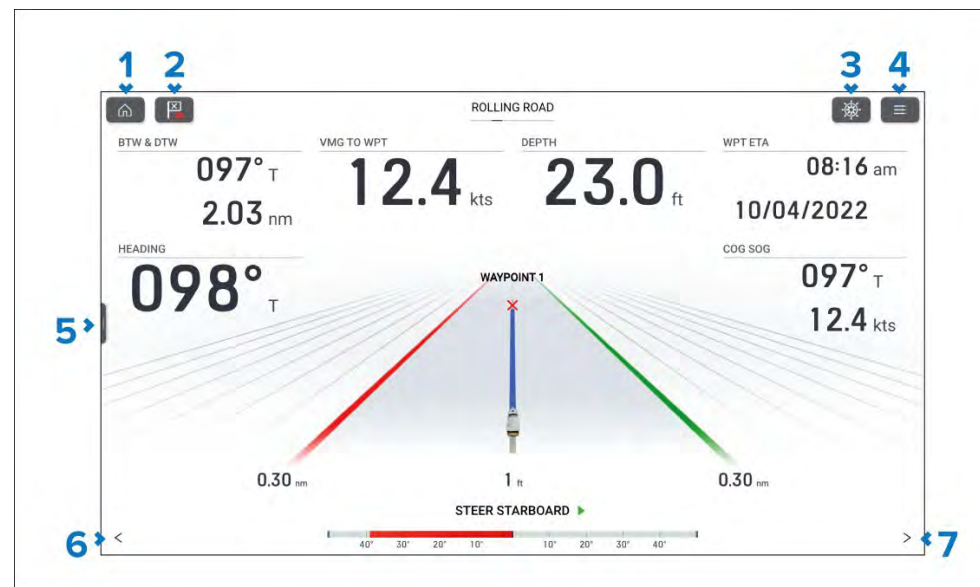 1 2 3 4
ROLLING ROAD
BTW & DTW VMG TO WPT DEPTH WPT ETA
097° T 12.4 kts 23.0 ft 08:16 am
2.03 nm 10/04/2022
HEADING COG SOG
098° T WAYPOINT 1 097° T
5 12.4 kts
0.30 nm 1 ft 0.30 nm
STEER STARBOARD
6 < 40° 30° 20° 10° 10° 20° 30° 40° > 7